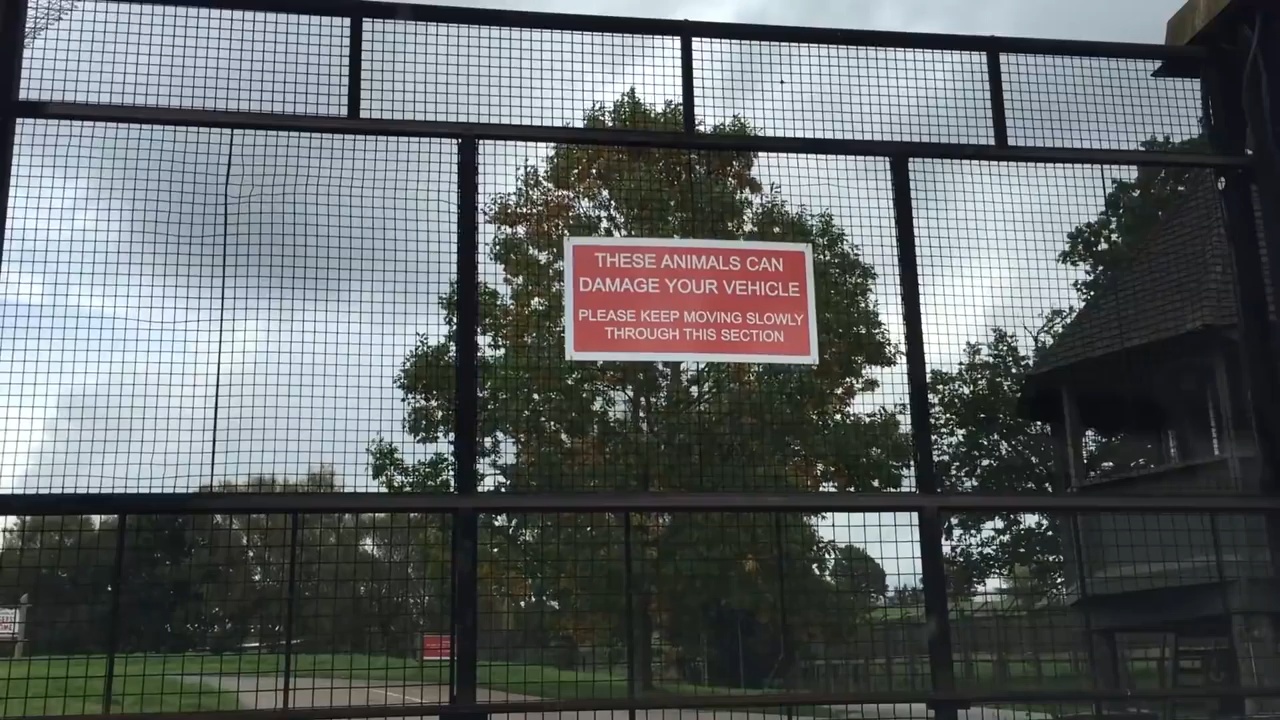 THESE ANIMALS CAN
DAMAGE YOUR VEHICLE
PLEASE KEEP MOVING SLOWLY
THROUGH THIS SECTION